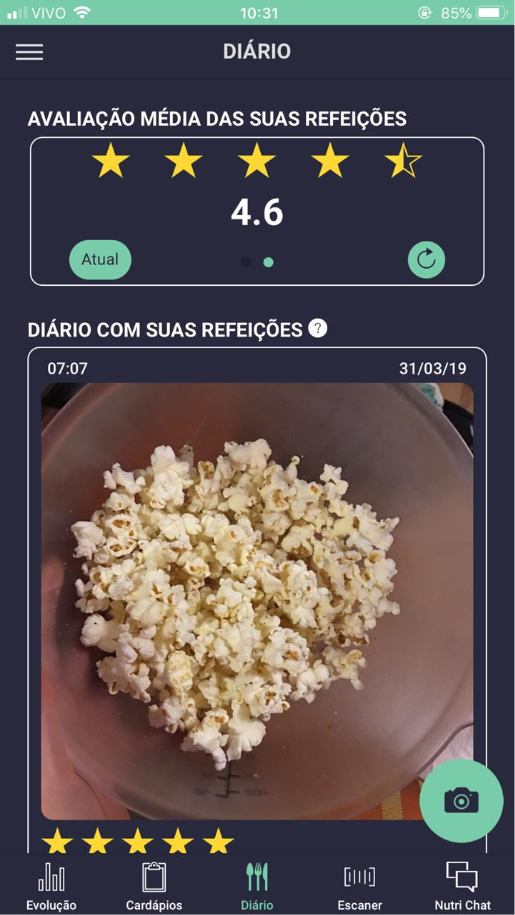 VIVO 10:31 85%
DIÁRIO
AVALIAÇÃO MÉDIA DAS SUAS REFEIÇÕES
4.6
Atual
DIÁRIO COM SUAS REFEIÇÕES ?
07:07 31/03/19
Evolução Cardápios Diário Escaner Nutri Chat